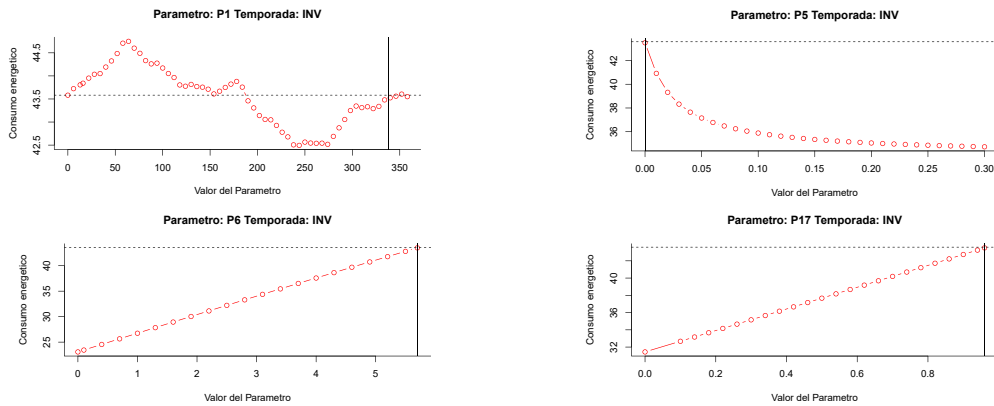 Parametro: P1 Temporada: INV
Consumo energetico
44.5
43.5
42.5
0 50 100 150 200 250 300 350
Valor del Parametro
Parametro: P5 Temporada: INV
Consumo energetico
42
40
38
36
0.00 0.05 0.10 0.15 0.20 0.25 0.30
Valor del Parametro
Parametro: P6 Temporada: INV
Consumo energetico
40
35
30
25
0 1 2 3 4 5
Valor del Parametro
Parametro: P17 Temporada: INV
Consumo energetico
40
36
32
0.0 0.2 0.4 0.6 0.8
Valor del Parametro